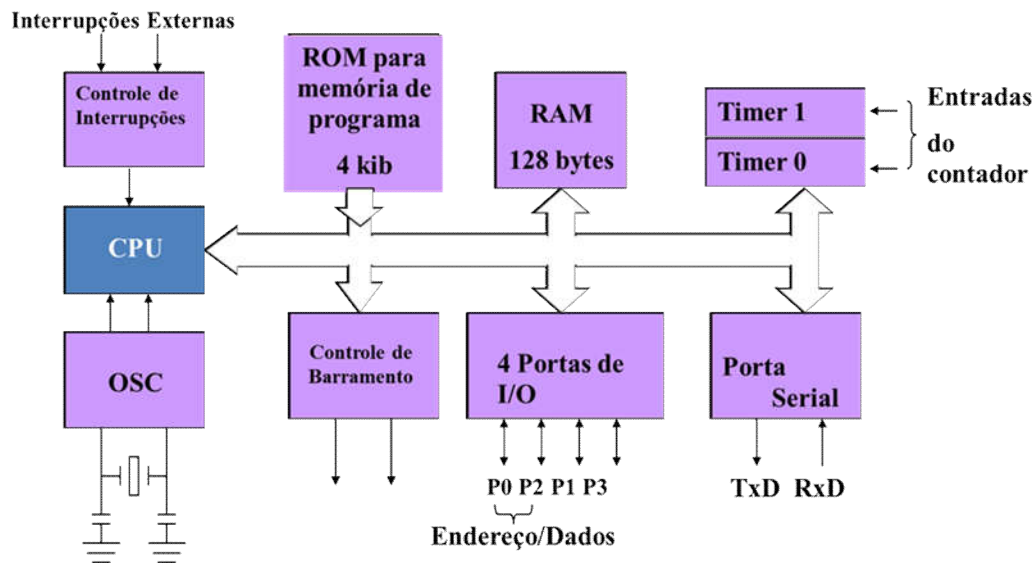 Interrupções Externas
Controle de
Interrupções
ROM para
memória de
programa
4 kib
RAM
128 bytes
Timer 1
Timer 0
Entradas
do
contador
CPU
OSC
Controle de
Barramento
4 Portas de
I/O
Porta
Serial
P0 P2 P1 P3
TxD RxD
Endereço/Dados